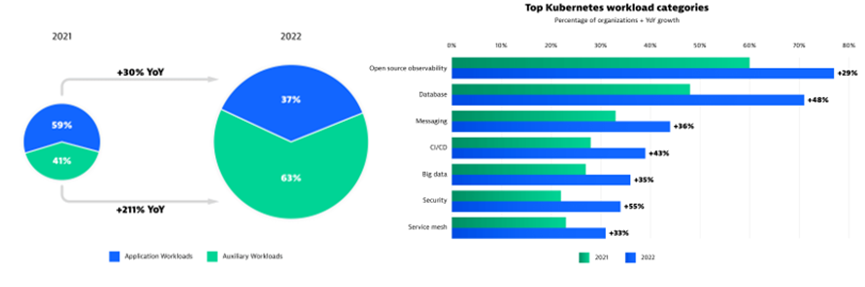 2021
2022
+30% YoY
59%
41%
37%
63%
+211% YoY
Application Workloads
Auxiliary Workloads
Top Kubernetes workload categories
Percentage of organizations + YoY growth
0% 10% 20% 30% 40% 50% 60% 70% 80%
Open source observability +29%
Database +48%
Messaging +36%
CI/CD +43%
Big data +35%
Security +55%
Service mesh +33%
2021 2022